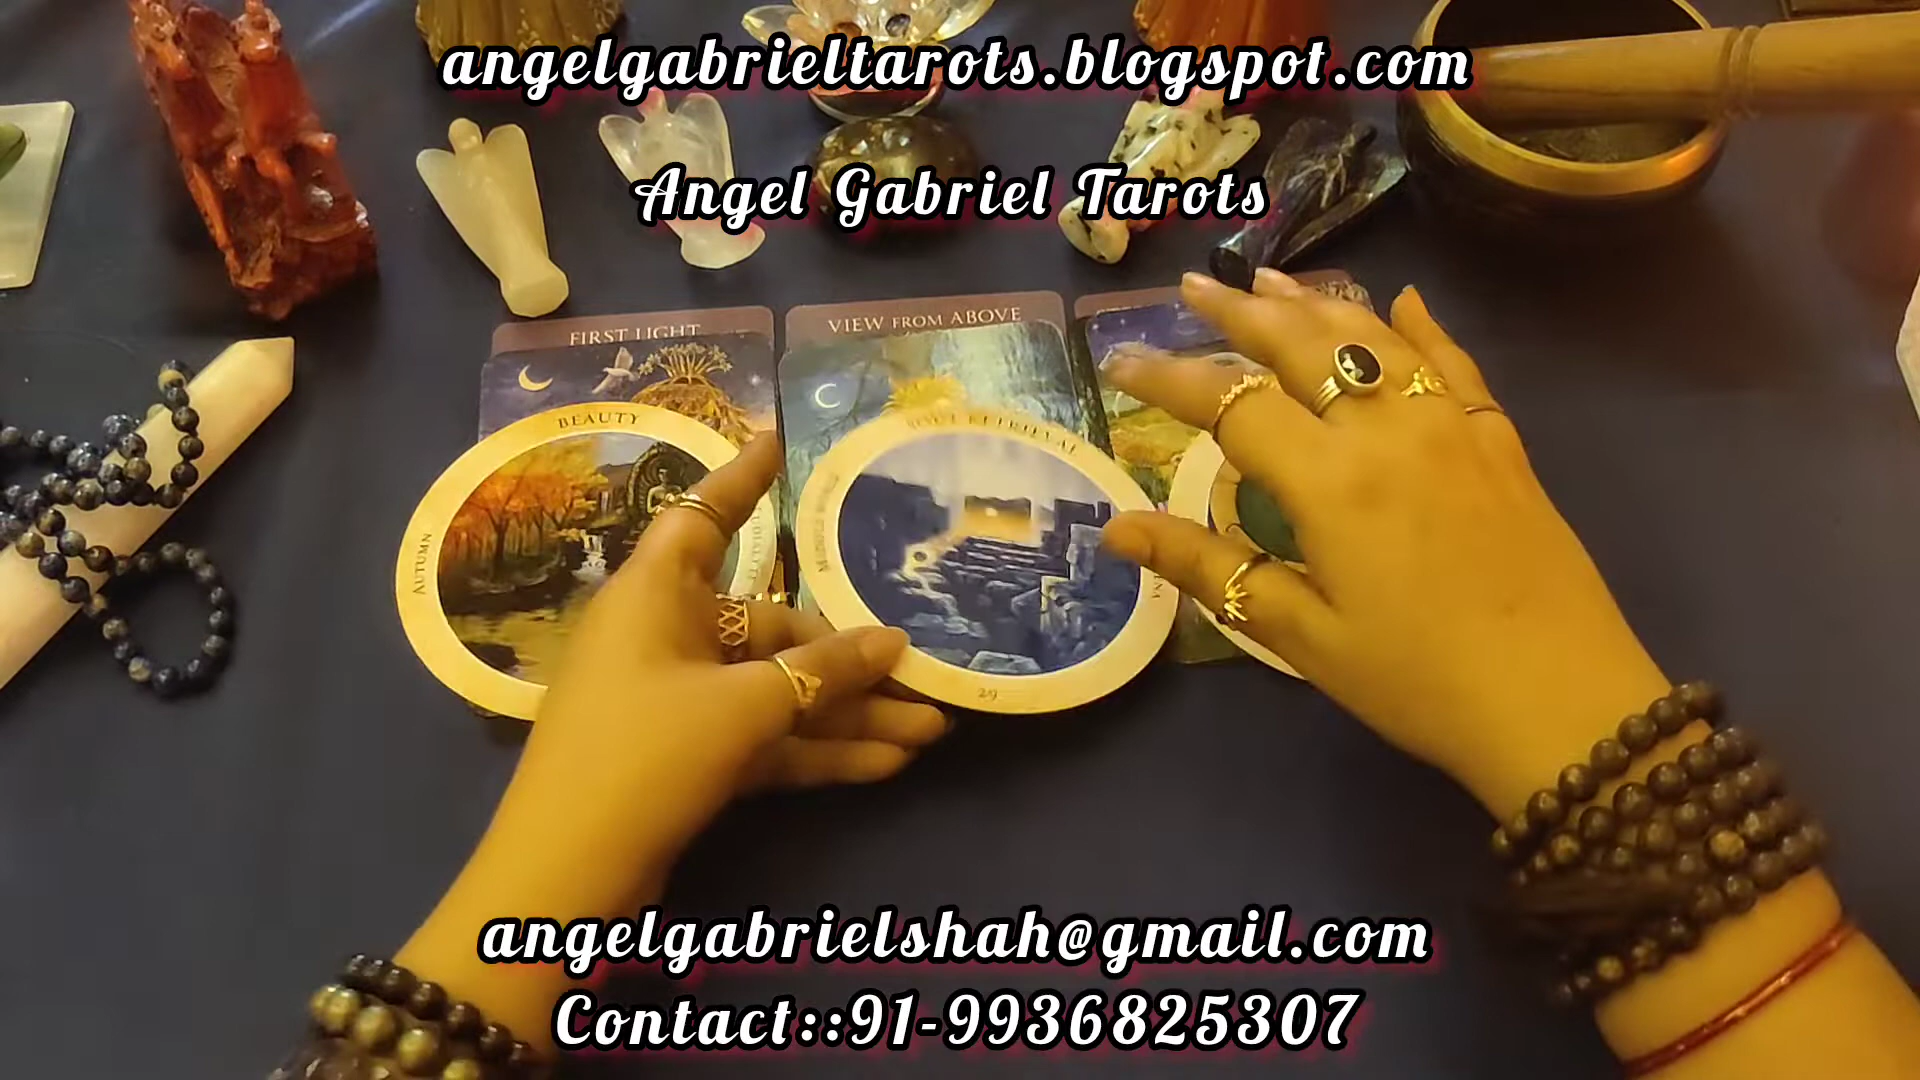 angelgabrieltarots.blogspot.com
Angel Gabriel Tarots
FIRST LIGHT
VIEW FROM ABOVE
BEAUTY
AUTUMN
29
angelgabrielshah@gmail.com
Contact::91-9936825307